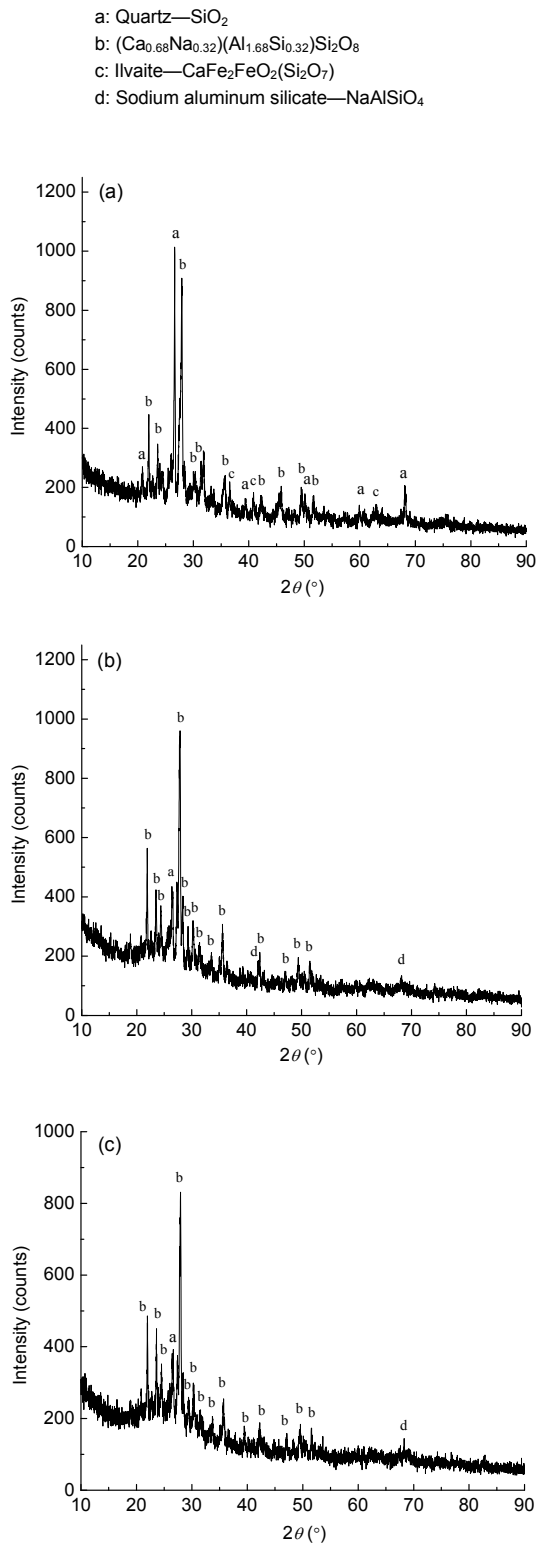 a: Quartz—SiO₂
b: (Ca₀.₆₈Na₀.₃₂)(Al₁.₆₈Si₀.₃₂)Si₂O₈
c: Ilvaite—CaFe₂FeO₂(Si₂O₇)
d: Sodium aluminum silicate—NaAlSiO₄
(a)
1200
1000
800
600
400
200
0
Intensity (counts)
a
b
b
b
a
b
b
b
c
a
c
b
b
b
a
b
a
c
a
10 20 30 40 50 60 70 80 90
2θ (°)
(b)
1200
1000
800
600
400
200
0
Intensity (counts)
b
b
b
b
a
b
b
b
b
b
b
d
b
b
b
b
d
10 20 30 40 50 60 70 80 90
2θ (°)
(c)
1000
800
600
400
200
0
Intensity (counts)
b
b
b
b
a
b
b
b
b
b
b
b
b
b
b
d
10 20 30 40 50 60 70 80 90
2θ (°)